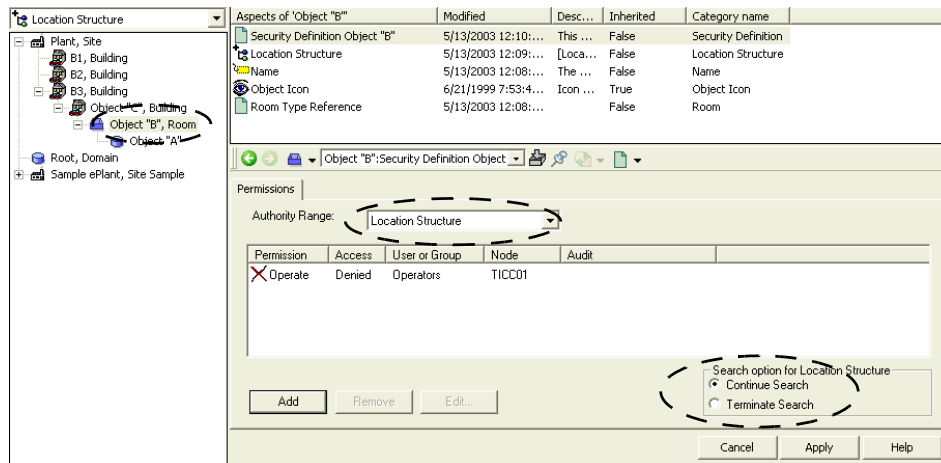 Location Structure
Plant, Site
B1, Building
B2, Building
B3, Building
Object "C", Building
Object "B", Room
Object "A"
Root, Domain
Sample ePlant, Site Sample
Aspects of 'Object "B"' Modified Desc... Inherited Category name
Security Definition Object "B" 5/13/2003 12:10:... This ... False Security Definition
Location Structure 5/13/2003 12:09:... [Loca... False Location Structure
Name 5/13/2003 12:08:... The ... False Name
Object Icon 6/21/1999 7:53:4... Icon ... True Object Icon
Room Type Reference 5/13/2003 12:08:... False Room
Object "B":Security Definition Object
Permissions
Authority Range: Location Structure
Permission Access User or Group Node Audit
Operate Denied Operators TICC01
Search option for Location Structure
Continue Search
Terminate Search
Add Remove Edit...
Cancel Apply Help